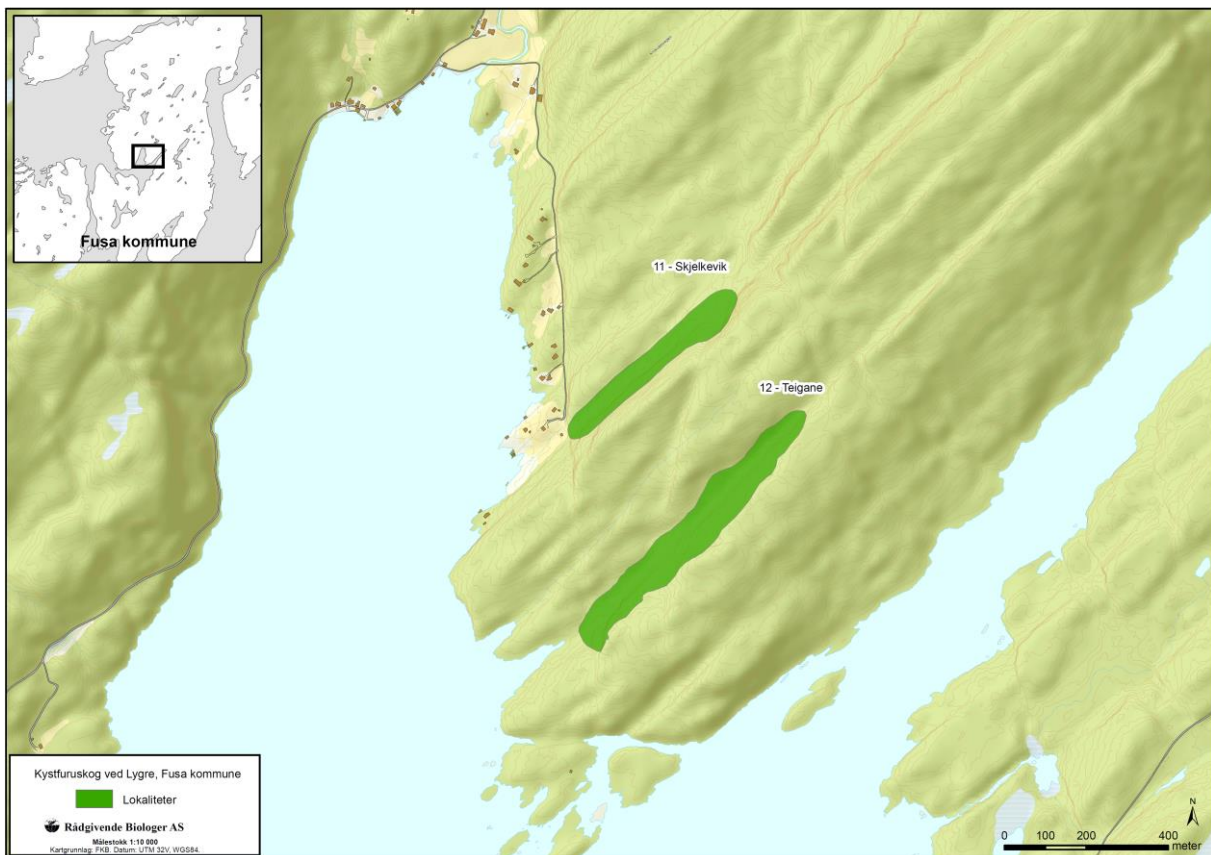 Fusa kommune
11 - Skjelkevik
12 - Teigane
Kystfuruskog ved Lygre, Fusa kommune
Lokaliteter
Rådgivende Biologer AS
Målestokk 1:10 000
Kartgrunnlag: FKB. Datum: UTM 32V, WGS84.
N
0 100 200 400
meter